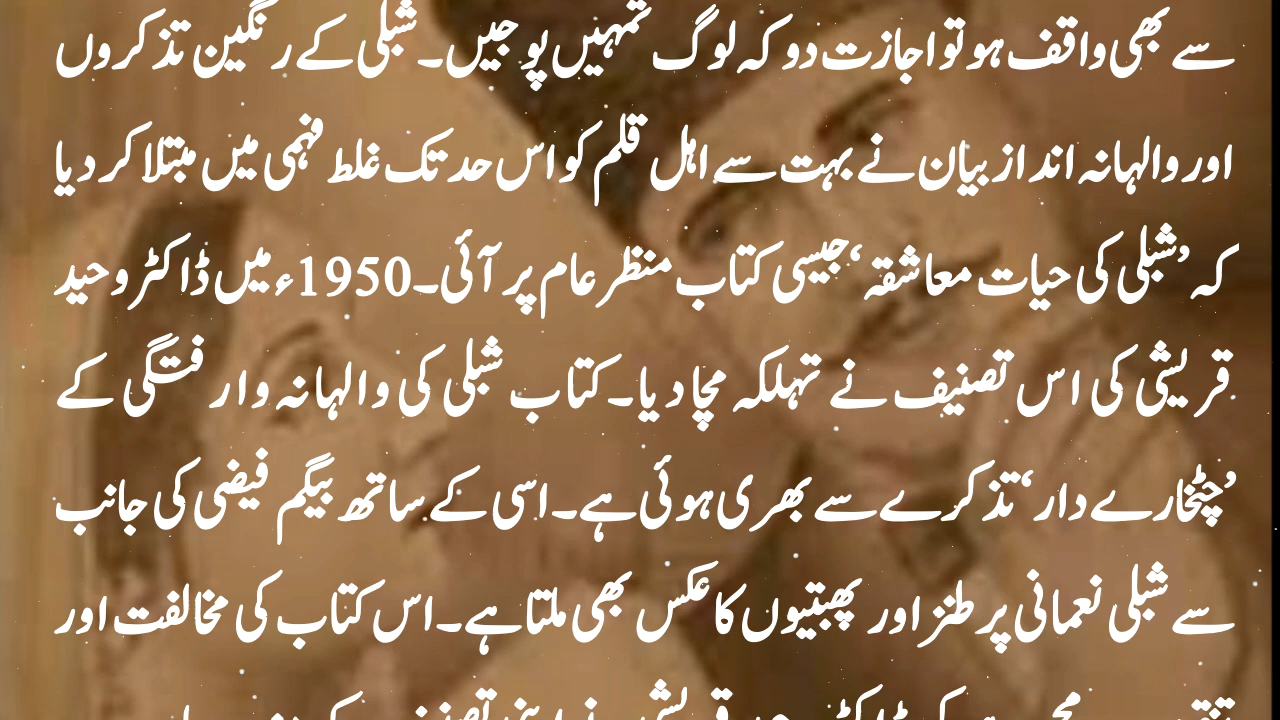 سے بھی واقف ہو تو اجازت دو کہ لوگ تمہیں پوجیں۔ شبلی کے رنگین تذکروں
اور والہانہ انداز بیان نے بہت سے اہل قلم کو اس حد تک غلط فہمی میں مبتلا کر دیا
کہ ’شبلی کی حیات معاشقہ‘ جیسی کتاب منظر عام پر آئی۔ 1950ء میں ڈاکٹر وحید
قریشی کی اس تصنیف نے تہلکہ مچا دیا۔ کتاب شبلی کی والہانہ وار فتگی کے
’چٹخارے دار‘ تذکرے سے بھری ہوئی ہے۔ اسی کے ساتھ بیگم فیضی کی جانب
سے شبلی نعمانی پر طنز اور پھبتیوں کا عکس بھی ملتا ہے۔ اس کتاب کی مخالفت اور